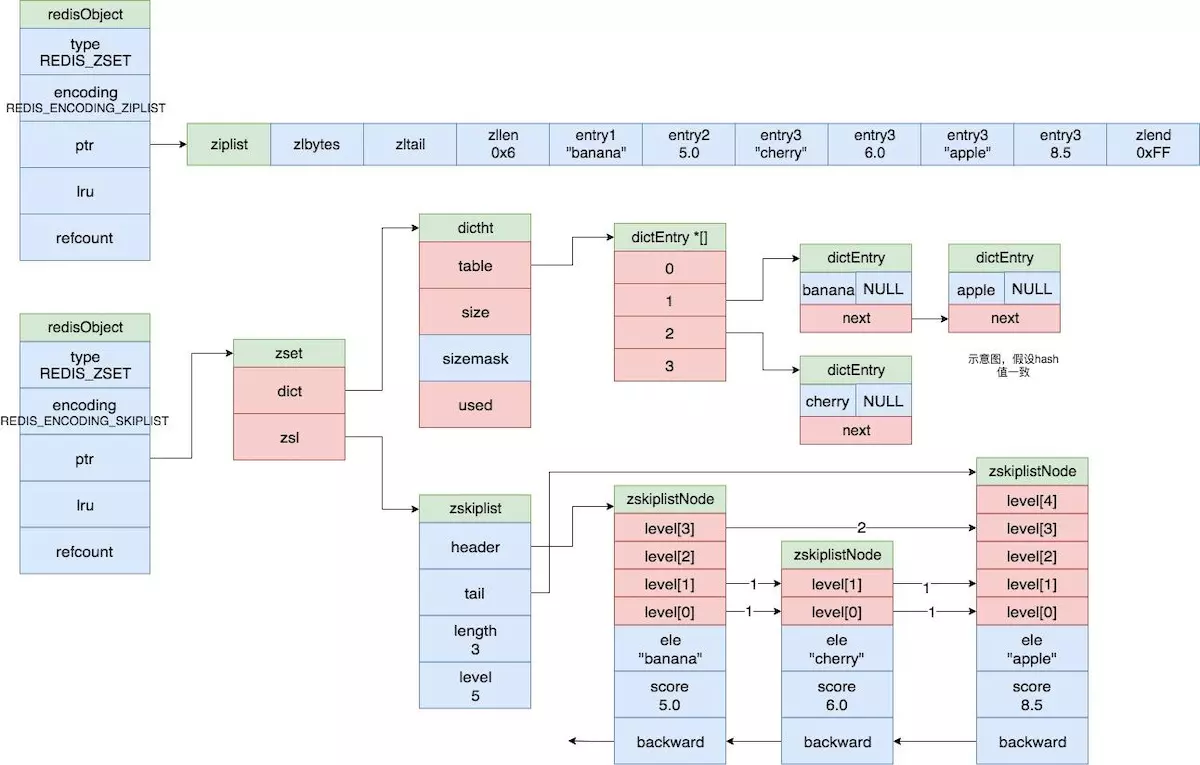 redisObject
type
REDIS_ZSET
encoding
REDIS_ENCODING_ZIPLIST
ptr
lru
refcount
ziplist
zlbytes
zltail
zllen
0x6
entry1
"banana"
entry2
5.0
entry3
"cherry"
entry3
6.0
entry3
"apple"
entry3
8.5
zlend
0xFF
redisObject
type
REDIS_ZSET
encoding
REDIS_ENCODING_SKIPLIST
ptr
lru
refcount
zset
dict
zsl
dictht
table
size
sizemask
used
dictEntry *[]
0
1
2
3
dictEntry
banana
NULL
next
dictEntry
apple
NULL
next
示意图，假设hash
值一致
dictEntry
cherry
NULL
next
zskiplist
header
tail
length
3
level
5
zskiplistNode
level[3]
level[2]
level[1]
level[0]
ele
"banana"
score
5.0
backward
2
1
1
zskiplistNode
level[1]
level[0]
ele
"cherry"
score
6.0
backward
1
1
zskiplistNode
level[4]
level[3]
level[2]
level[1]
level[0]
ele
"apple"
score
8.5
backward